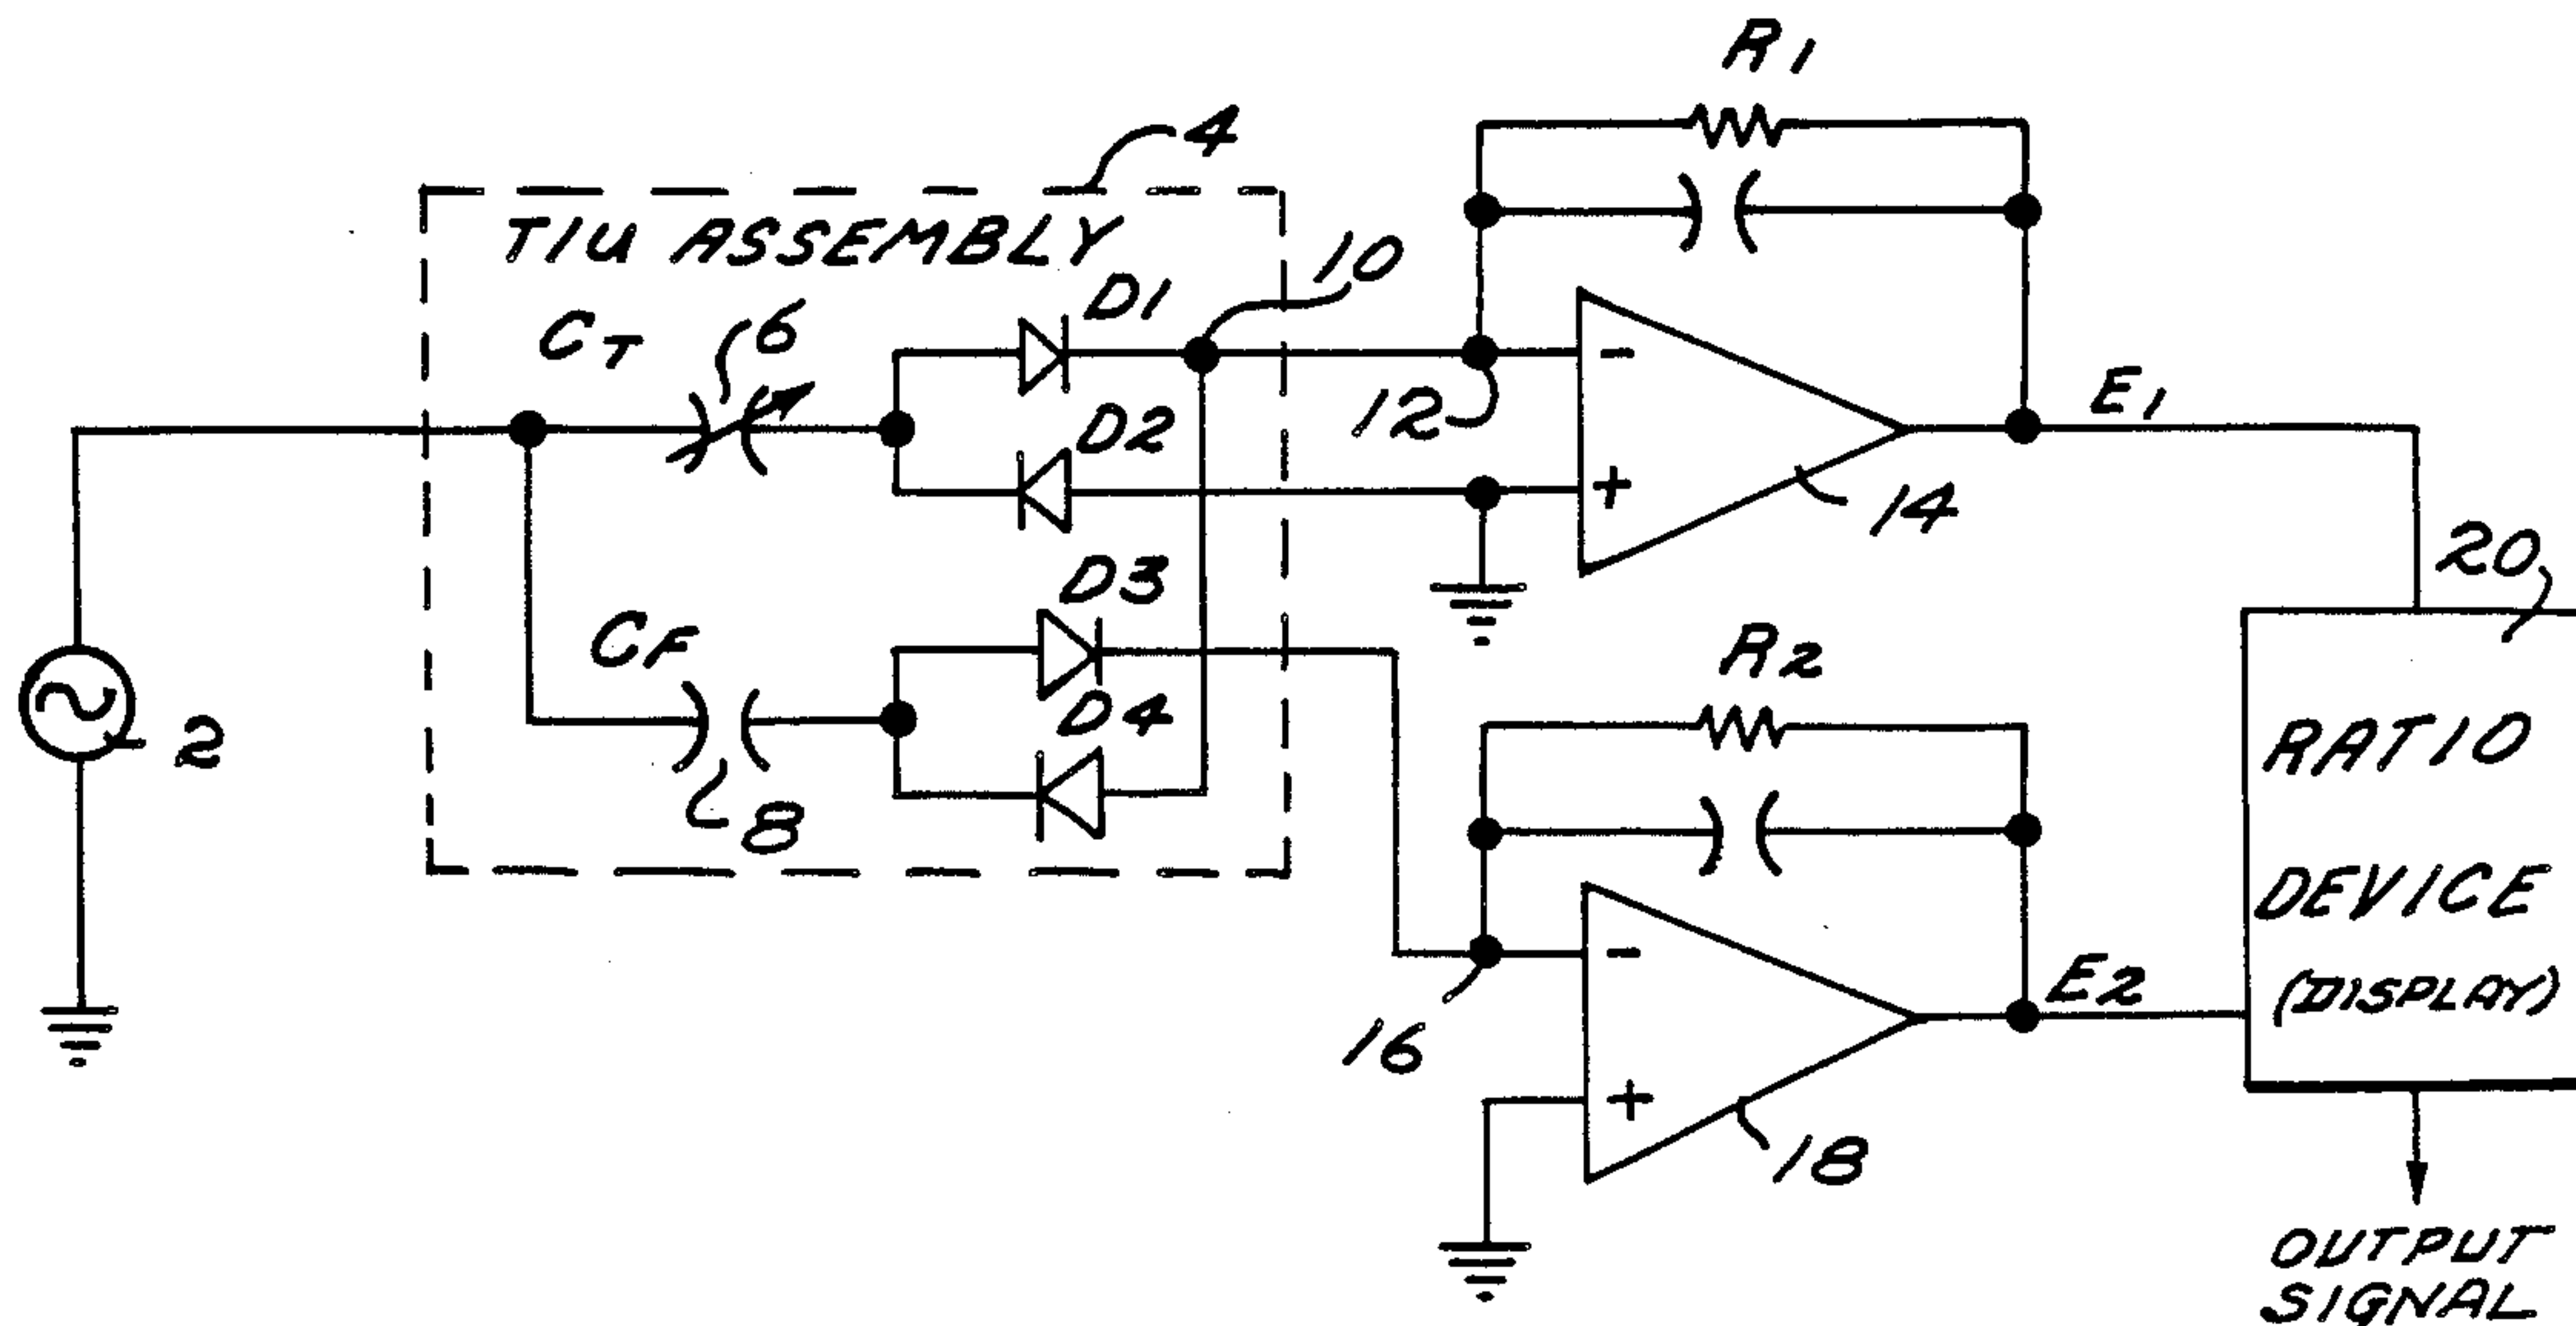 R1
4
TIU ASSEMBLY
10
D1
CT
6
-
12
E1
D2
+
14
20
D3
CF
R2
D4
2
RATIO
8
DEVICE
-
E2
(DISPLAY)
16
+
18
OUTPUT
SIGNAL